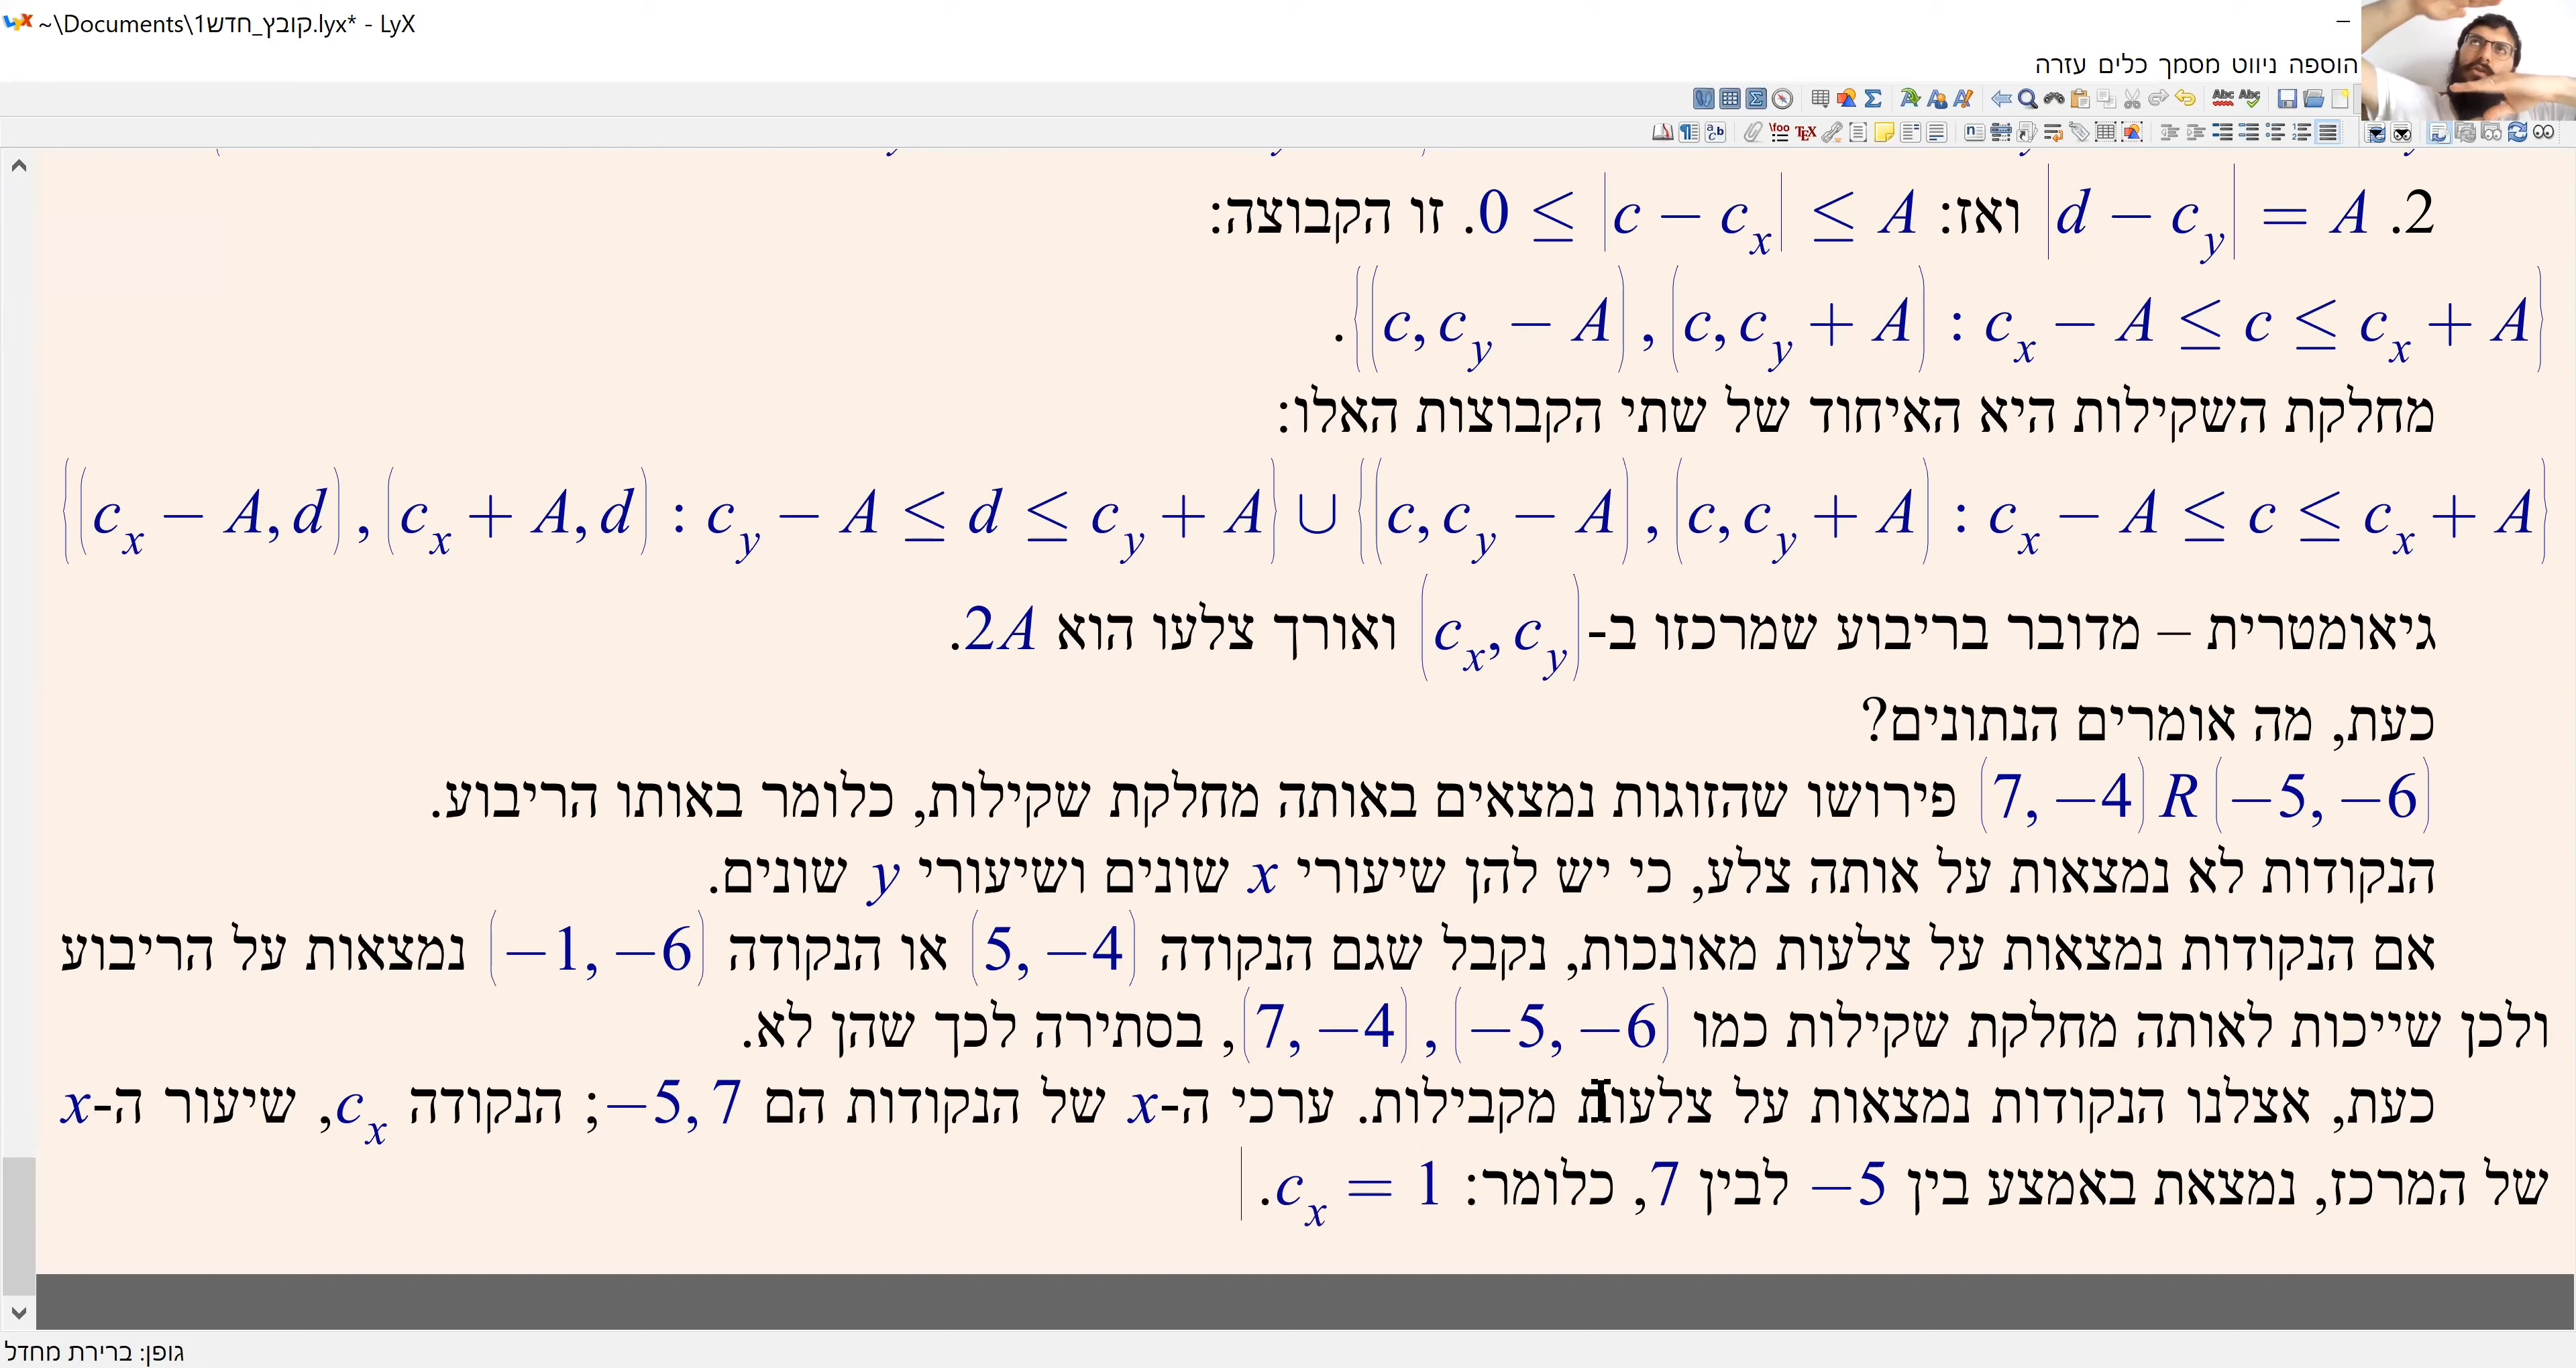 ~\Documents\קובץ_חדש1.lyx* - LyX
הוספה ניווט מסמך כלים עזרה
2. |d − c_y| = A ואז: 0 ≤ |c − c_x| ≤ A. זו הקבוצה:
{(c, c_y − A), (c, c_y + A) : c_x − A ≤ c ≤ c_x + A}.
מחלקת השקילות היא האיחוד של שתי הקבוצות האלו:
{(c_x − A, d), (c_x + A, d) : c_y − A ≤ d ≤ c_y + A} ∪ {(c, c_y − A), (c, c_y + A) : c_x − A ≤ c ≤ c_x + A}
גיאומטרית – מדובר בריבוע שמרכזו ב-(c_x, c_y) ואורך צלעו הוא 2A.
כעת, מה אומרים הנתונים?
(7, −4) R (−5, −6) פירושו שהזוגות נמצאים באותה מחלקת שקילות, כלומר באותו הריבוע.
הנקודות לא נמצאות על אותה צלע, כי יש להן שיעורי x שונים ושיעורי y שונים.
אם הנקודות נמצאות על צלעות מאונכות, נקבל שגם הנקודה (5, −4) או הנקודה (−1, −6) נמצאות על הריבוע
ולכן שייכות לאותה מחלקת שקילות כמו (7, −4), (−5, −6), בסתירה לכך שהן לא.
כעת, אצלנו הנקודות נמצאות על צלעות מקבילות. ערכי ה-x של הנקודות הם −5, 7; הנקודה c_x, שיעור ה-x
של המרכז, נמצאת באמצע בין −5 לבין 7, כלומר: c_x = 1.
גופן: ברירת מחדל